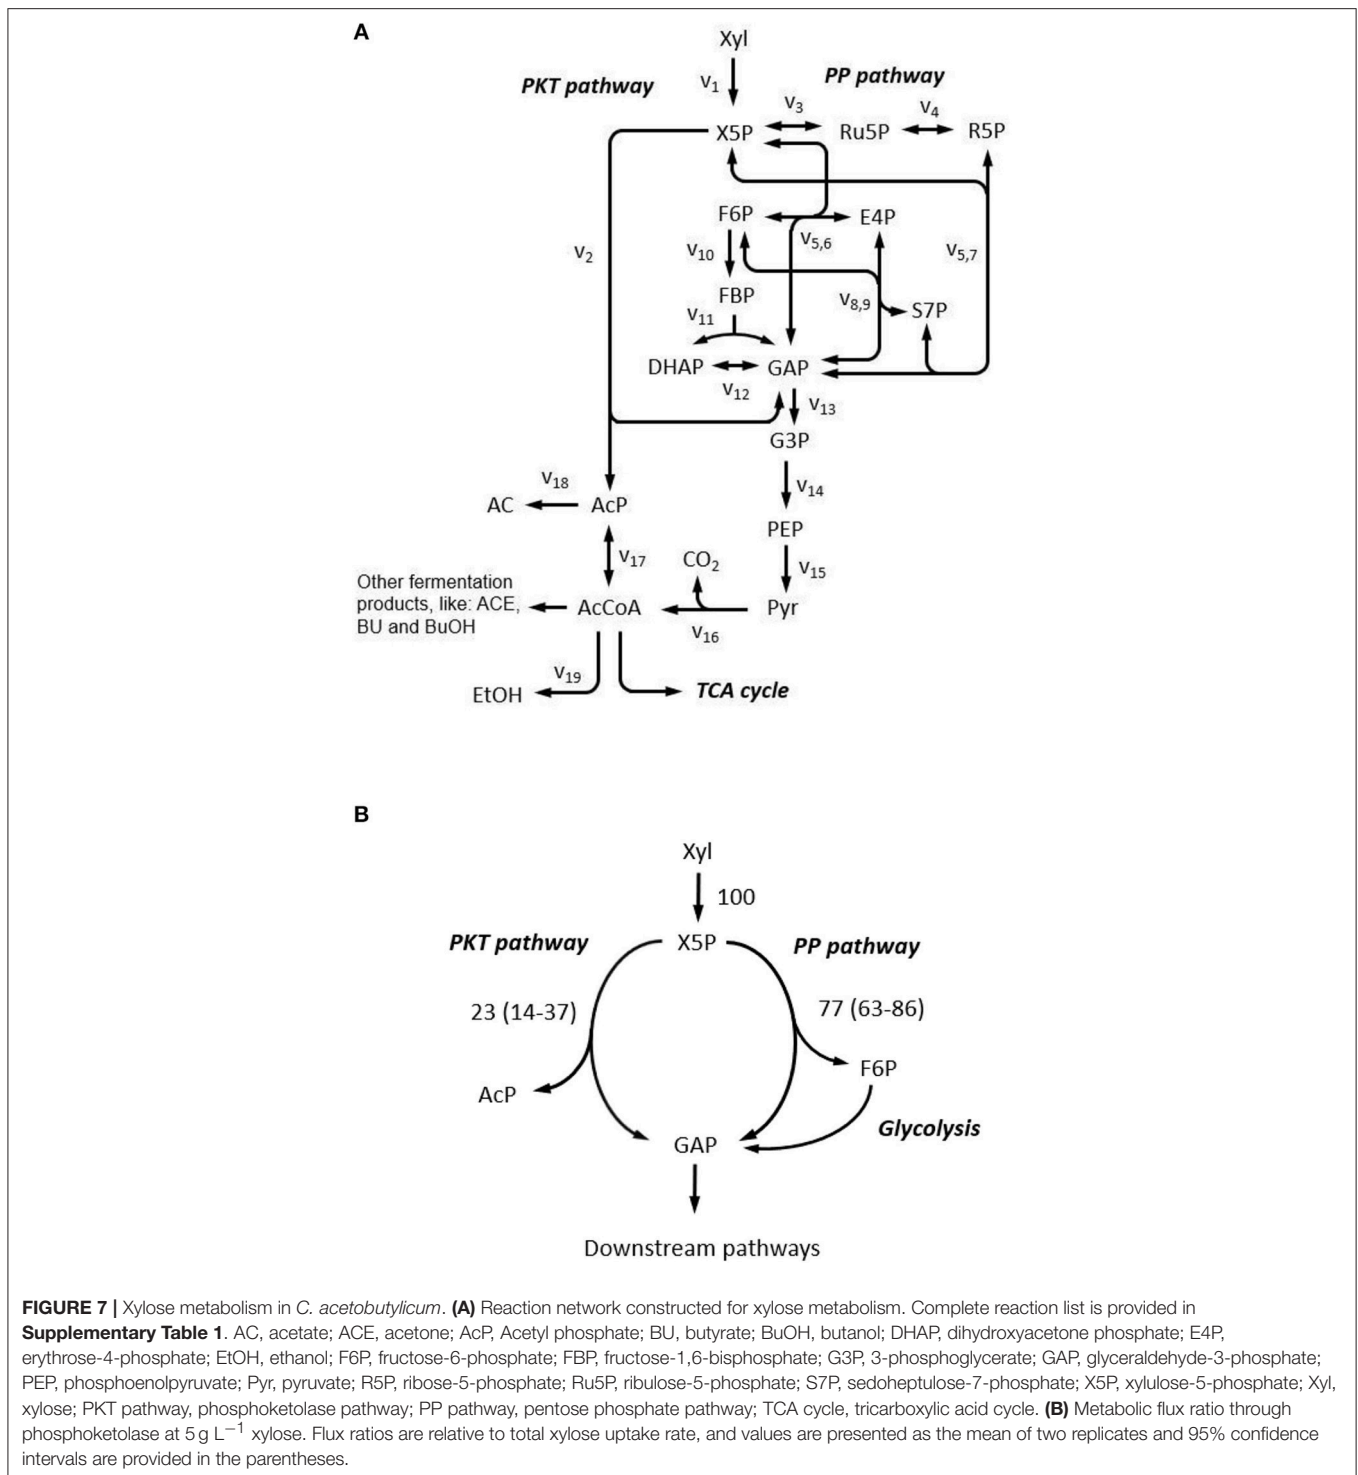 A
Xyl
PKT pathway
PP pathway
v1
v3
v4
X5P
Ru5P
R5P
F6P
E4P
v2
v10
v5,6
v5,7
FBP
v8,9
S7P
v11
DHAP
GAP
v12
v13
G3P
v18
v14
AC
AcP
PEP
v17
CO2
v15
Other fermentation
products, like: ACE,
BU and BuOH
AcCoA
Pyr
v16
v19
EtOH
TCA cycle
B
Xyl
100
PKT pathway
X5P
PP pathway
23 (14-37)
77 (63-86)
F6P
AcP
Glycolysis
GAP
Downstream pathways
FIGURE 7 | Xylose metabolism in C. acetobutylicum. (A) Reaction network constructed for xylose metabolism. Complete reaction list is provided in
Supplementary Table 1. AC, acetate; ACE, acetone; AcP, Acetyl phosphate; BU, butyrate; BuOH, butanol; DHAP, dihydroxyacetone phosphate; E4P,
erythrose-4-phosphate; EtOH, ethanol; F6P, fructose-6-phosphate; FBP, fructose-1,6-bisphosphate; G3P, 3-phosphoglycerate; GAP, glyceraldehyde-3-phosphate;
PEP, phosphoenolpyruvate; Pyr, pyruvate; R5P, ribose-5-phosphate; Ru5P, ribulose-5-phosphate; S7P, sedoheptulose-7-phosphate; X5P, xylulose-5-phosphate; Xyl,
xylose; PKT pathway, phosphoketolase pathway; PP pathway, pentose phosphate pathway; TCA cycle, tricarboxylic acid cycle. (B) Metabolic flux ratio through
phosphoketolase at 5 g L−1 xylose. Flux ratios are relative to total xylose uptake rate, and values are presented as the mean of two replicates and 95% confidence
intervals are provided in the parentheses.